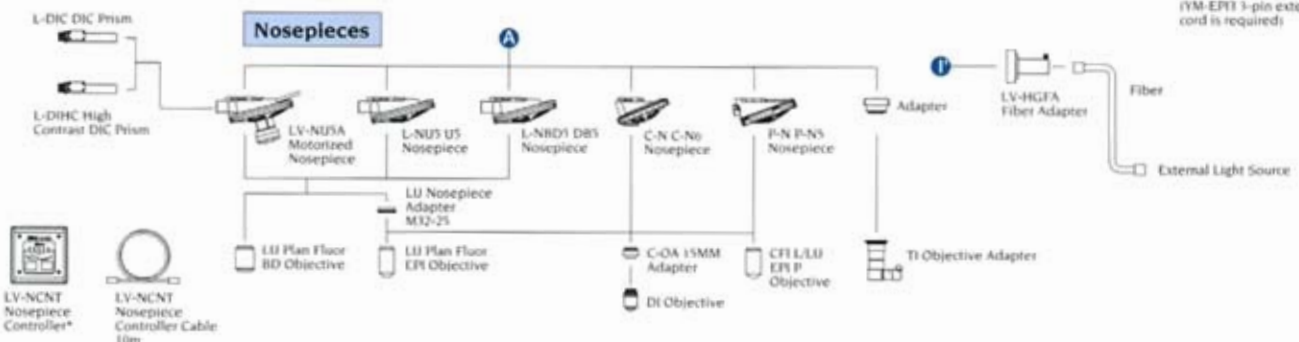 L-DIC DIC Prism
L-DIHC High
Contrast DIC Prism
Nosepieces
A
LV-NU5A
Motorized
Nosepiece
L-NU5 U5
Nosepiece
L-NBD5 DB5
Nosepiece
C-N C-N6
Nosepiece
P-N P-N5
Nosepiece
Adapter
(YM-EPI3 3-pin exte
cord is required)
LV-HGFA
Fiber Adapter
Fiber
External Light Source
LU Nosepiece
Adapter
M32-25
LU Plan Fluor
BD Objective
LU Plan Fluor
EPI Objective
C-OA 15MM
Adapter
DI Objective
CFI L/LU
EPI P
Objective
TI Objective Adapter
LV-NCNT
Nosepiece
Controller*
LV-NCNT
Nosepiece
Controller Cable
10m